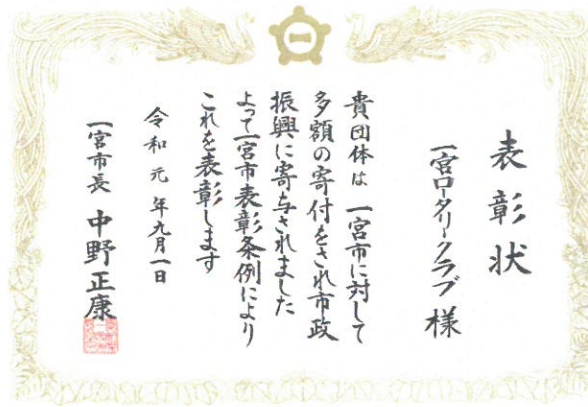 表彰状
一宮ロータリークラブ 様
貴団体は 一宮市に対して
多額の寄付をされ市政
振興に寄与されました
よって一宮市表彰条例により
これを表彰します
令和元年九月一日
一宮市長 中野正康